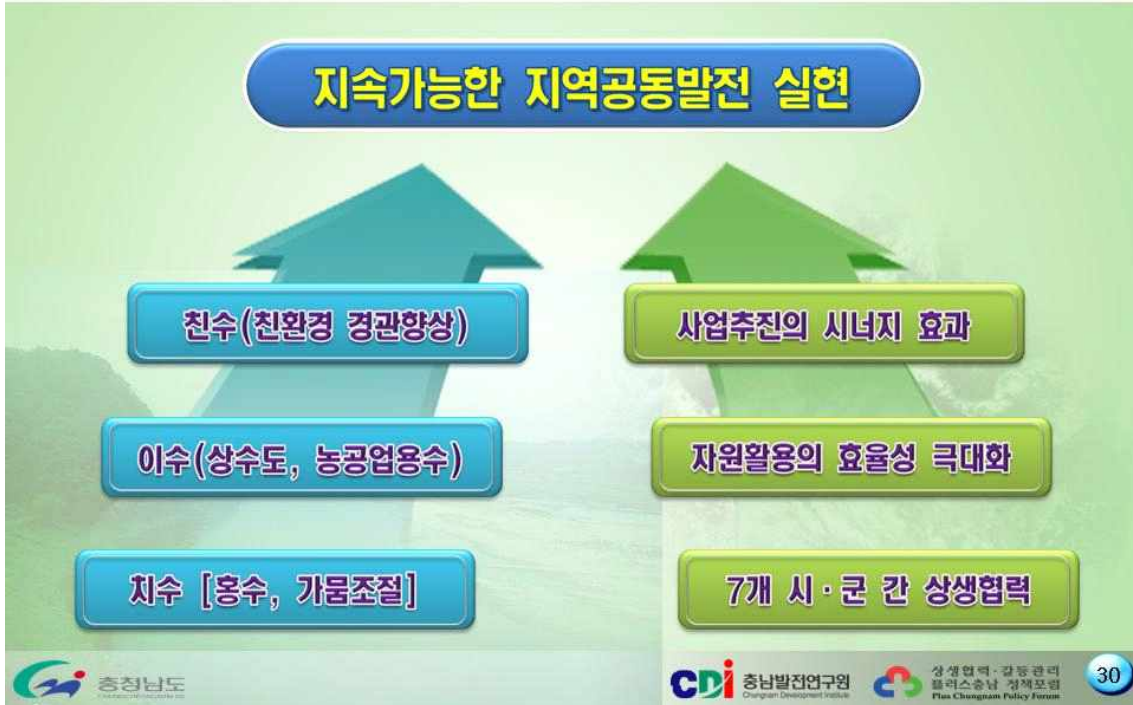 지속가능한 지역공동발전 실현
친수(친환경 경관향상)
이수(상수도, 농공업용수)
치수 [홍수, 가뭄조절]
사업추진의 시너지 효과
자원활용의 효율성 극대화
7개 시·군 간 상생협력
충청남도
CDI 충남발전연구원
Chungnam Development Institute
상생협력·갈등관리
플러스충남 정책포럼
Plus Chungnam Policy Forum
30